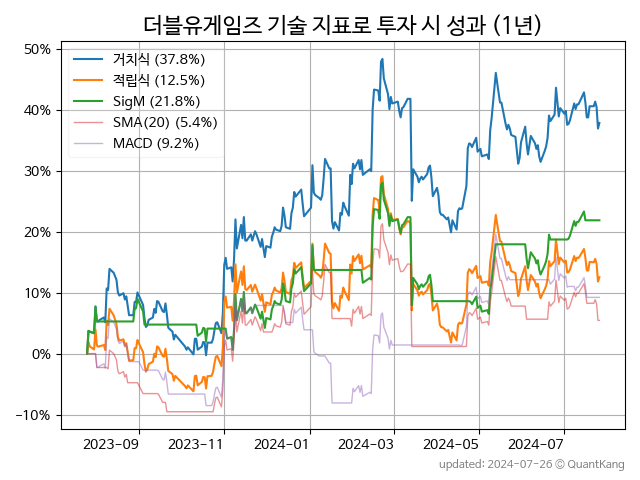 더블유게임즈 기술 지표로 투자 시 성과 (1년)
50%
40%
30%
20%
10%
0%
-10%
거치식 (37.8%)
적립식 (12.5%)
SigM (21.8%)
SMA(20) (5.4%)
MACD (9.2%)
2023-09 2023-11 2024-01 2024-03 2024-05 2024-07
updated: 2024-07-26 © QuantKang